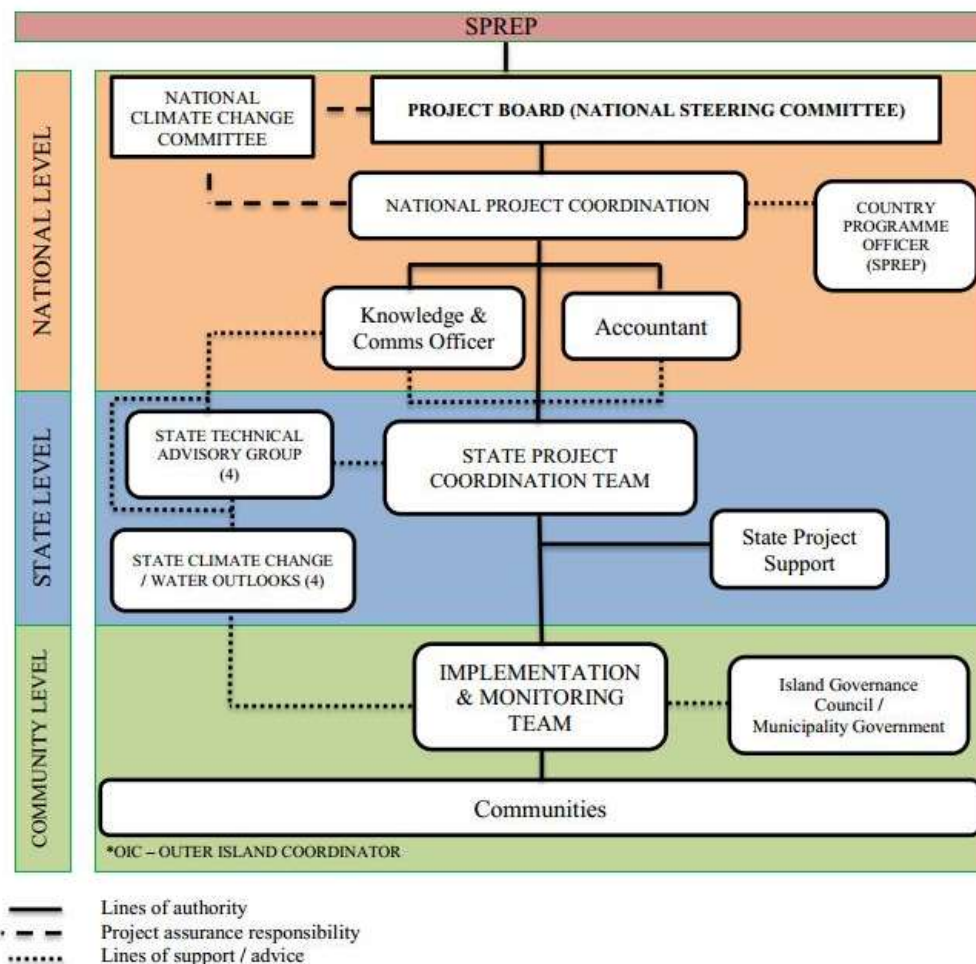 SPREP
NATIONAL LEVEL
NATIONAL
CLIMATE CHANGE
COMMITTEE
PROJECT BOARD (NATIONAL STEERING COMMITTEE)
NATIONAL PROJECT COORDINATION
COUNTRY
PROGRAMME
OFFICER
(SPREP)
Knowledge &
Comms Officer
Accountant
STATE LEVEL
STATE TECHNICAL
ADVISORY GROUP
(4)
STATE PROJECT
COORDINATION TEAM
STATE CLIMATE CHANGE
/ WATER OUTLOOKS (4)
State Project
Support
COMMUNITY LEVEL
IMPLEMENTATION
& MONITORING
TEAM
Island Governance
Council /
Municipality Government
Communities
*OIC – OUTER ISLAND COORDINATOR
Lines of authority
Project assurance responsibility
Lines of support / advice